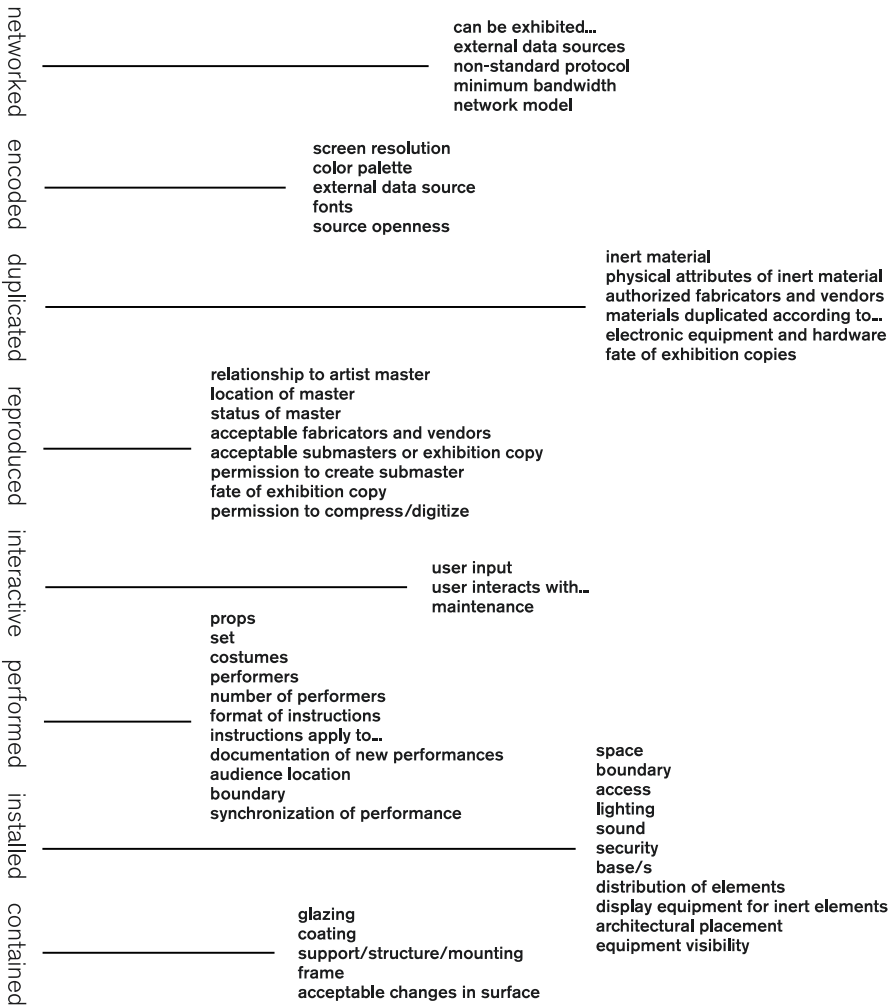 networked
can be exhibited...
external data sources
non-standard protocol
minimum bandwidth
network model
encoded
screen resolution
color palette
external data source
fonts
source openness
duplicated
inert material
physical attributes of inert material
authorized fabricators and vendors
materials duplicated according to...
electronic equipment and hardware
fate of exhibition copies
reproduced
relationship to artist master
location of master
status of master
acceptable fabricators and vendors
acceptable submasters or exhibition copy
permission to create submaster
fate of exhibition copy
permission to compress/digitize
interactive
user input
user interacts with...
maintenance
performed
props
set
costumes
performers
number of performers
format of instructions
instructions apply to...
documentation of new performances
audience location
boundary
synchronization of performance
installed
space
boundary
access
lighting
sound
security
base/s
distribution of elements
display equipment for inert elements
architectural placement
equipment visibility
contained
glazing
coating
support/structure/mounting
frame
acceptable changes in surface